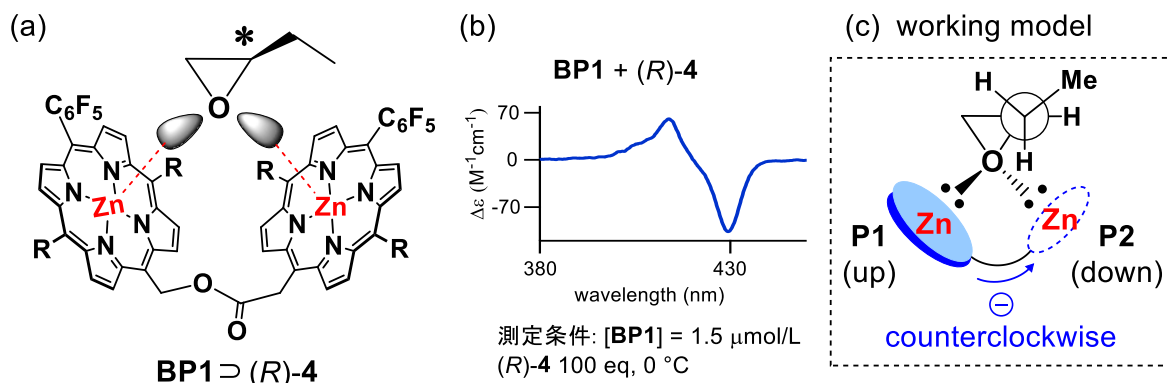 (a)
*
O
C6F5
C6F5
N
N
R
N
N
R
Zn
N
N
R
N
N
R
Zn
O
O
BP1⊃ (R)-4
(b)
BP1 + (R)-4
70
0
-70
Δε (M-1cm-1)
380
430
wavelength (nm)
測定条件: [BP1] = 1.5 μmol/L
(R)-4 100 eq, 0 °C
(c) working model
H
Me
H
O
H
Zn
Zn
P1
P2
(up)
(down)
⊖
counterclockwise